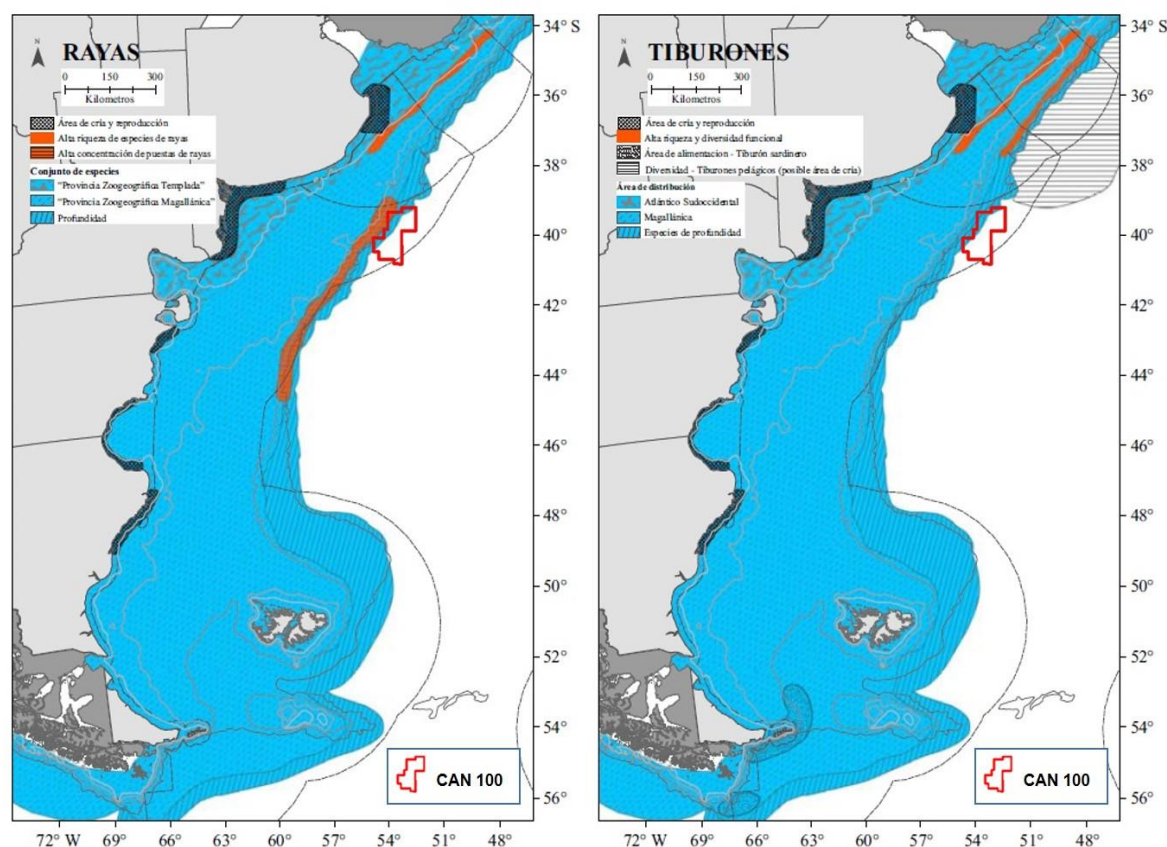 N
RAYAS
0 150 300
Kilometros
Área de cría y reproducción
Alta riqueza de especies de rayas
Alta concentración de puestas de rayas
Conjunto de especies
"Provincia Zoogeográfica Templada"
"Provincia Zoogeográfica Magallánica"
Profundidad
CAN 100
72° W 69° 66° 63° 60° 57° 54° 51° 48°
34° S
36°
38°
40°
42°
44°
46°
48°
50°
52°
54°
56°
N
TIBURONES
0 150 300
Kilometros
Área de cría y reproducción
Alta riqueza y diversidad funcional
Área de alimentacion - Tiburón sardinero
Diversidad - Tiburones pelágicos (posible área de cría)
Área de distribución
Atlántico Sudoccidental
Magallánica
Especies de profundidad
CAN 100
72° W 69° 66° 63° 60° 57° 54° 51° 48°
34° S
36°
38°
40°
42°
44°
46°
48°
50°
52°
54°
56°